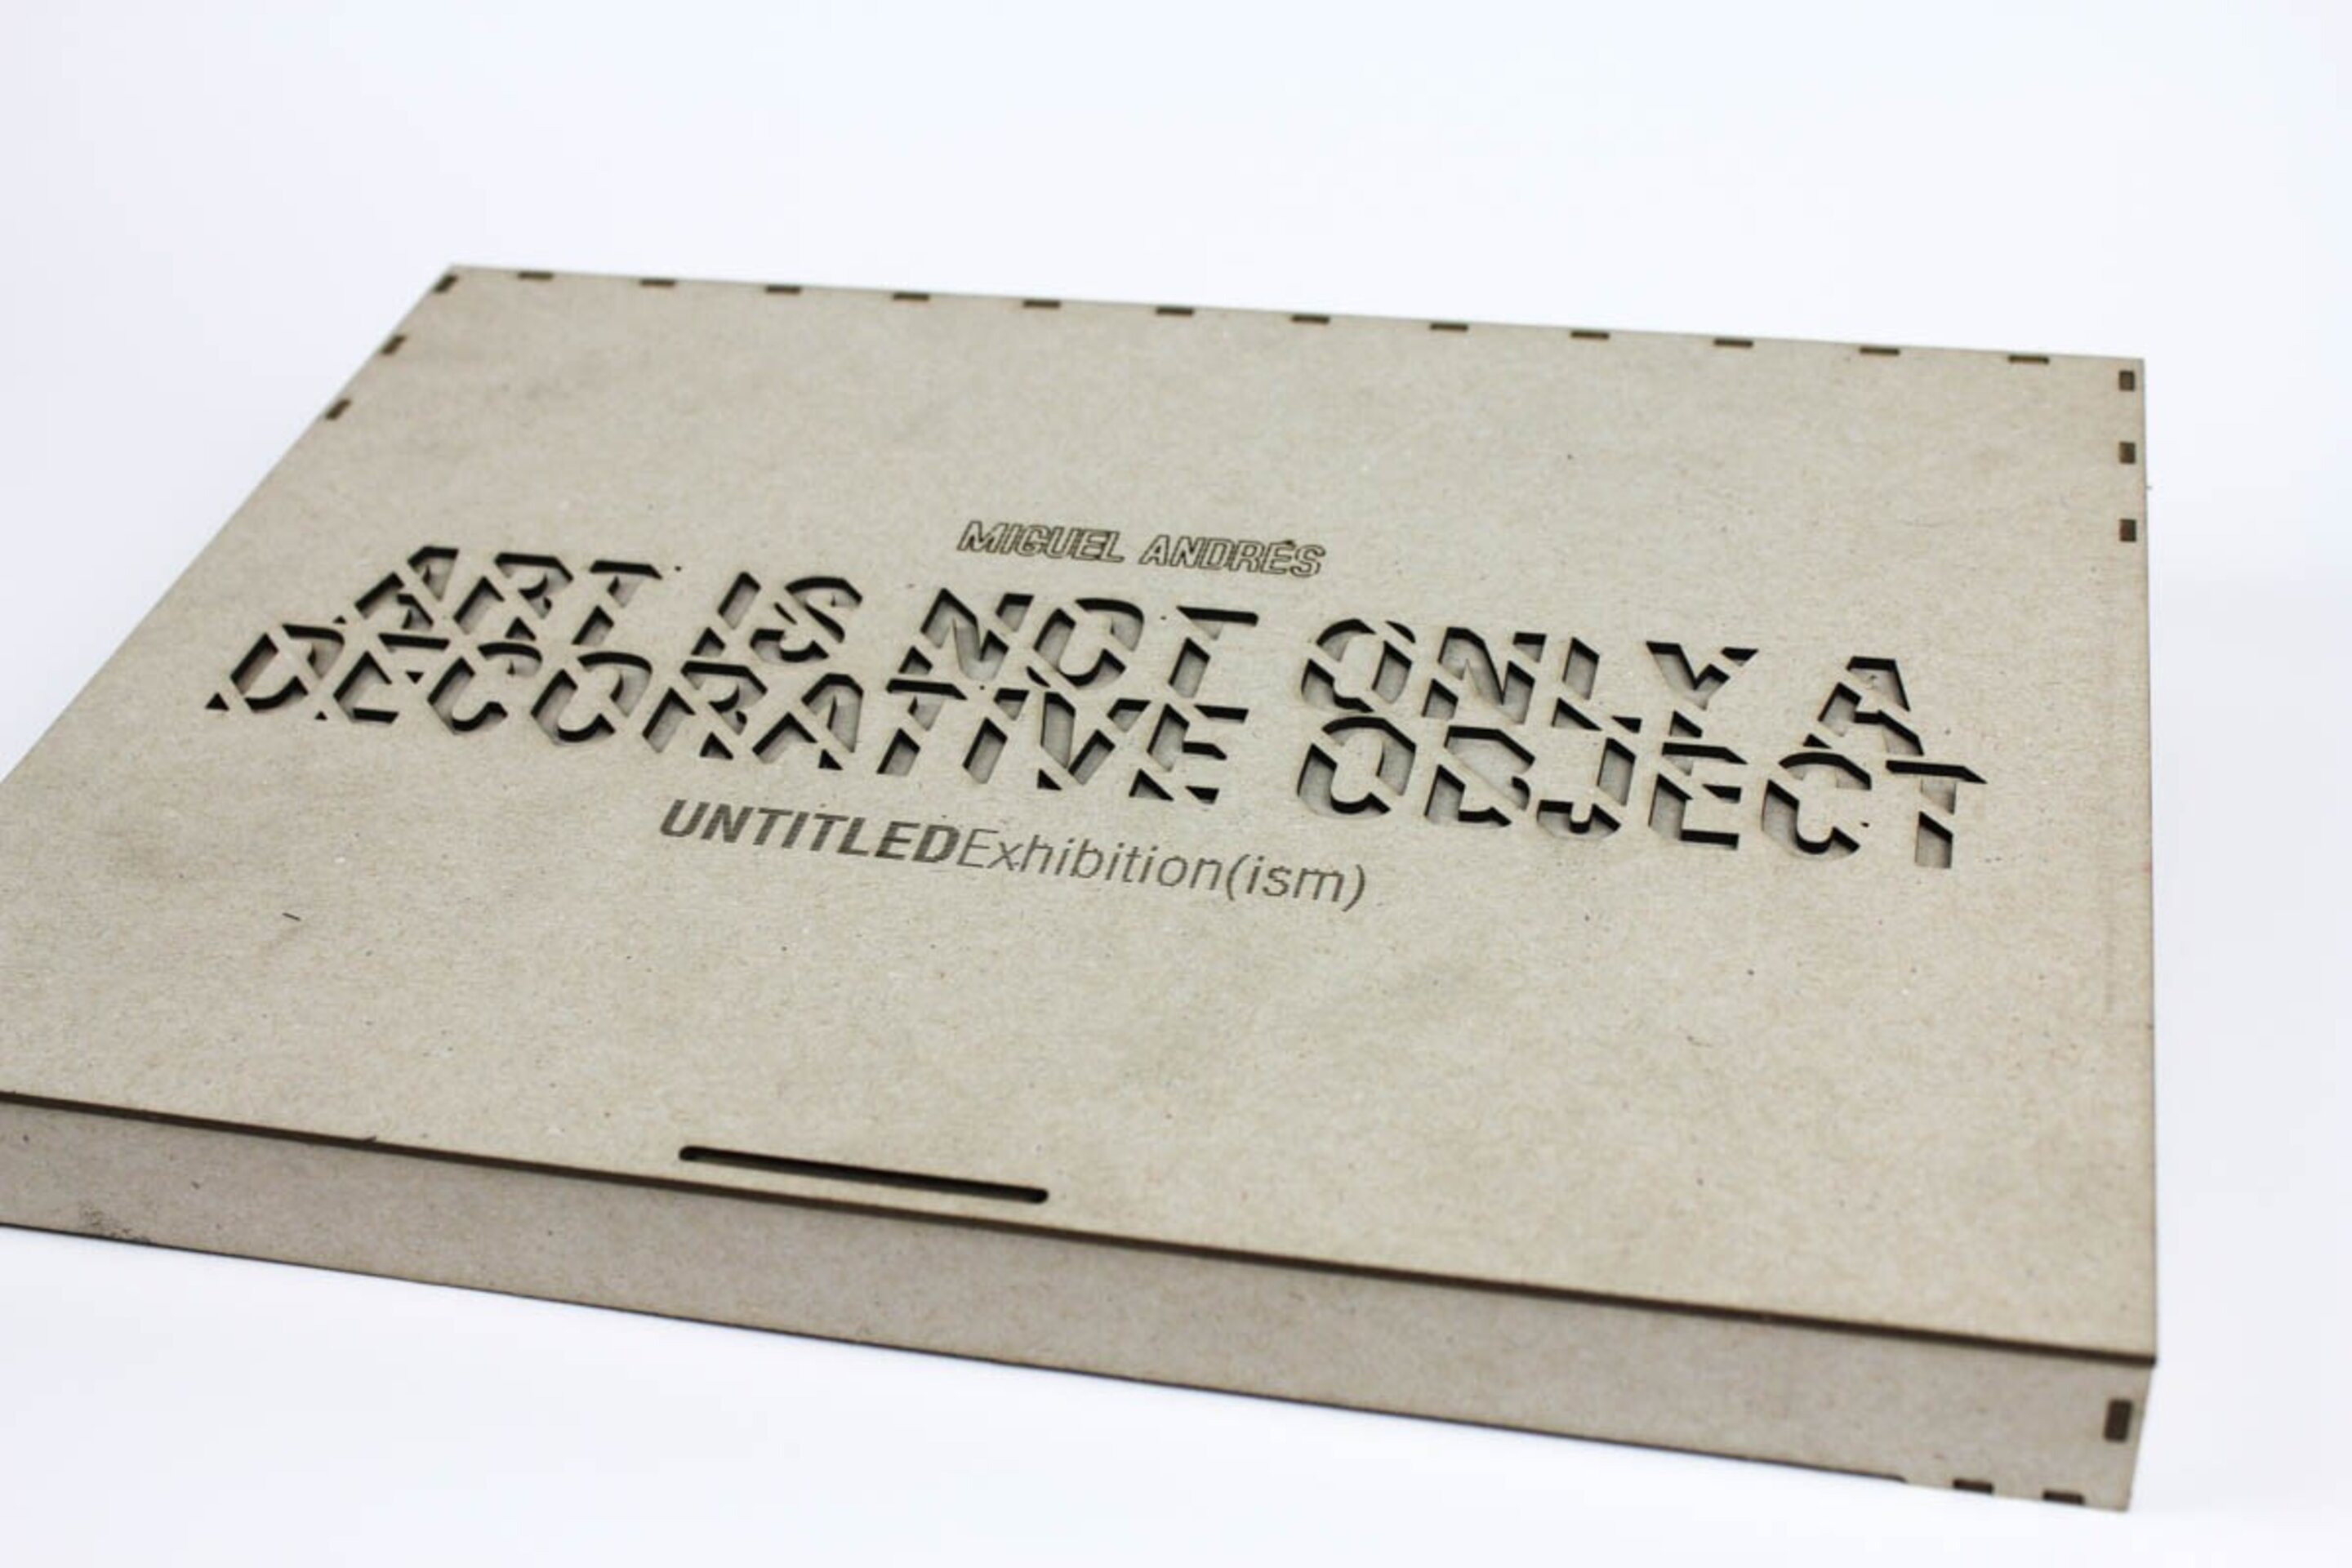 MIGUEL ANDRÉS
ART IS NOT ONLY A
DECORATIVE OBJECT
UNTITLEDExhibition(ism)